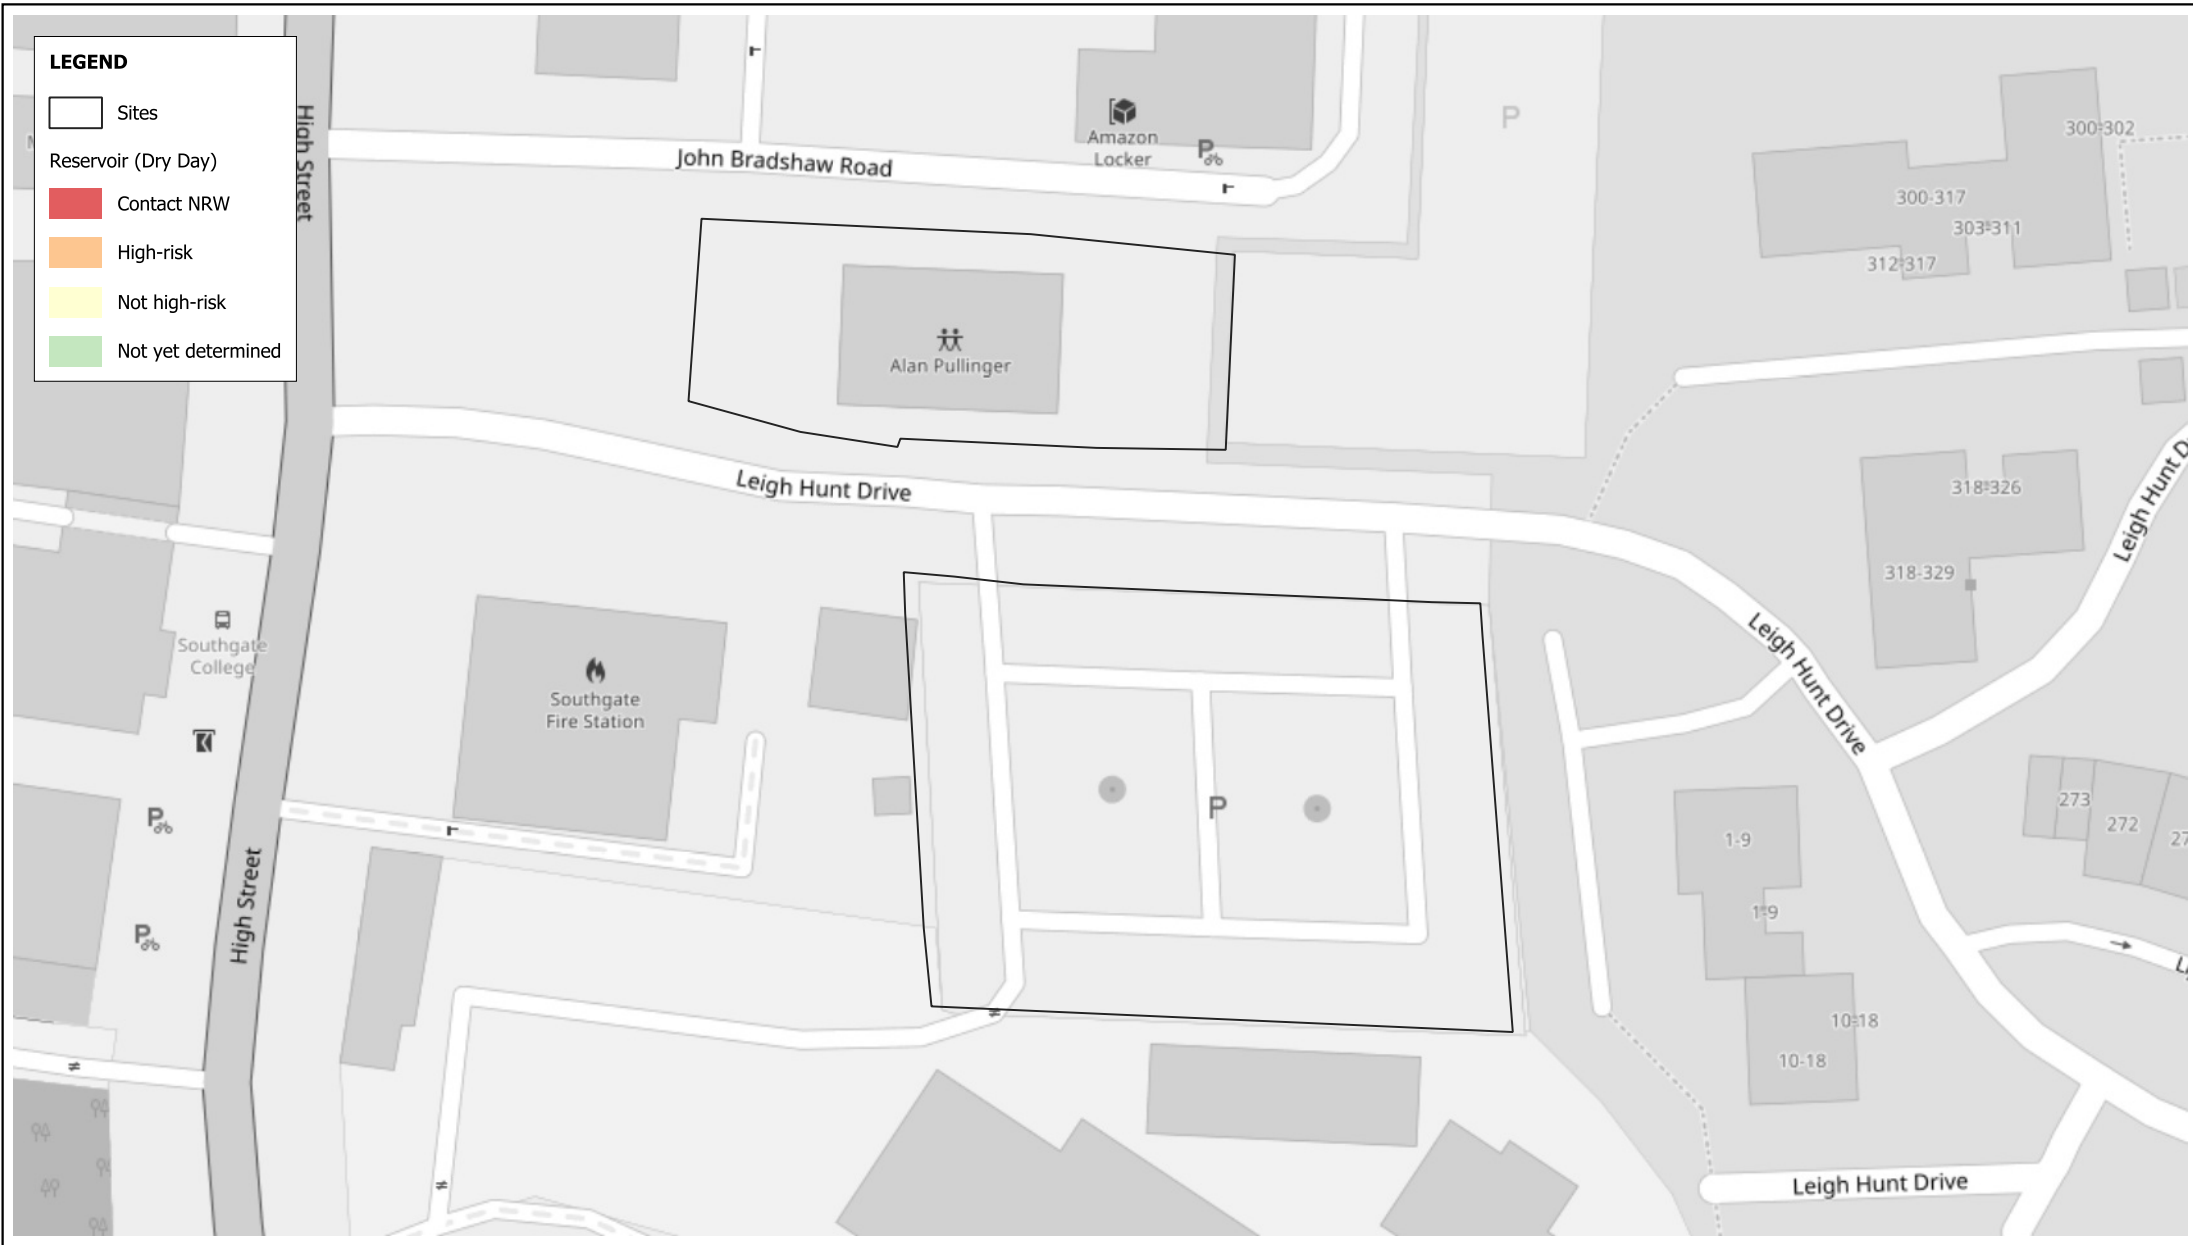 LEGEND
Sites
Reservoir (Dry Day)
Contact NRW
High-risk
Not high-risk
Not yet determined
High Street
John Bradshaw Road
Amazon
Locker
P
P
300-302
300-317
303-311
312-317
Alan Pullinger
Leigh Hunt Drive
318-326
318-329
Leigh Hunt D
Southgate
College
Southgate
Fire Station
Leigh Hunt Drive
P
P
P
High Street
273
272
27
1-9
1-9
10-18
10-18
Leigh Hunt Drive